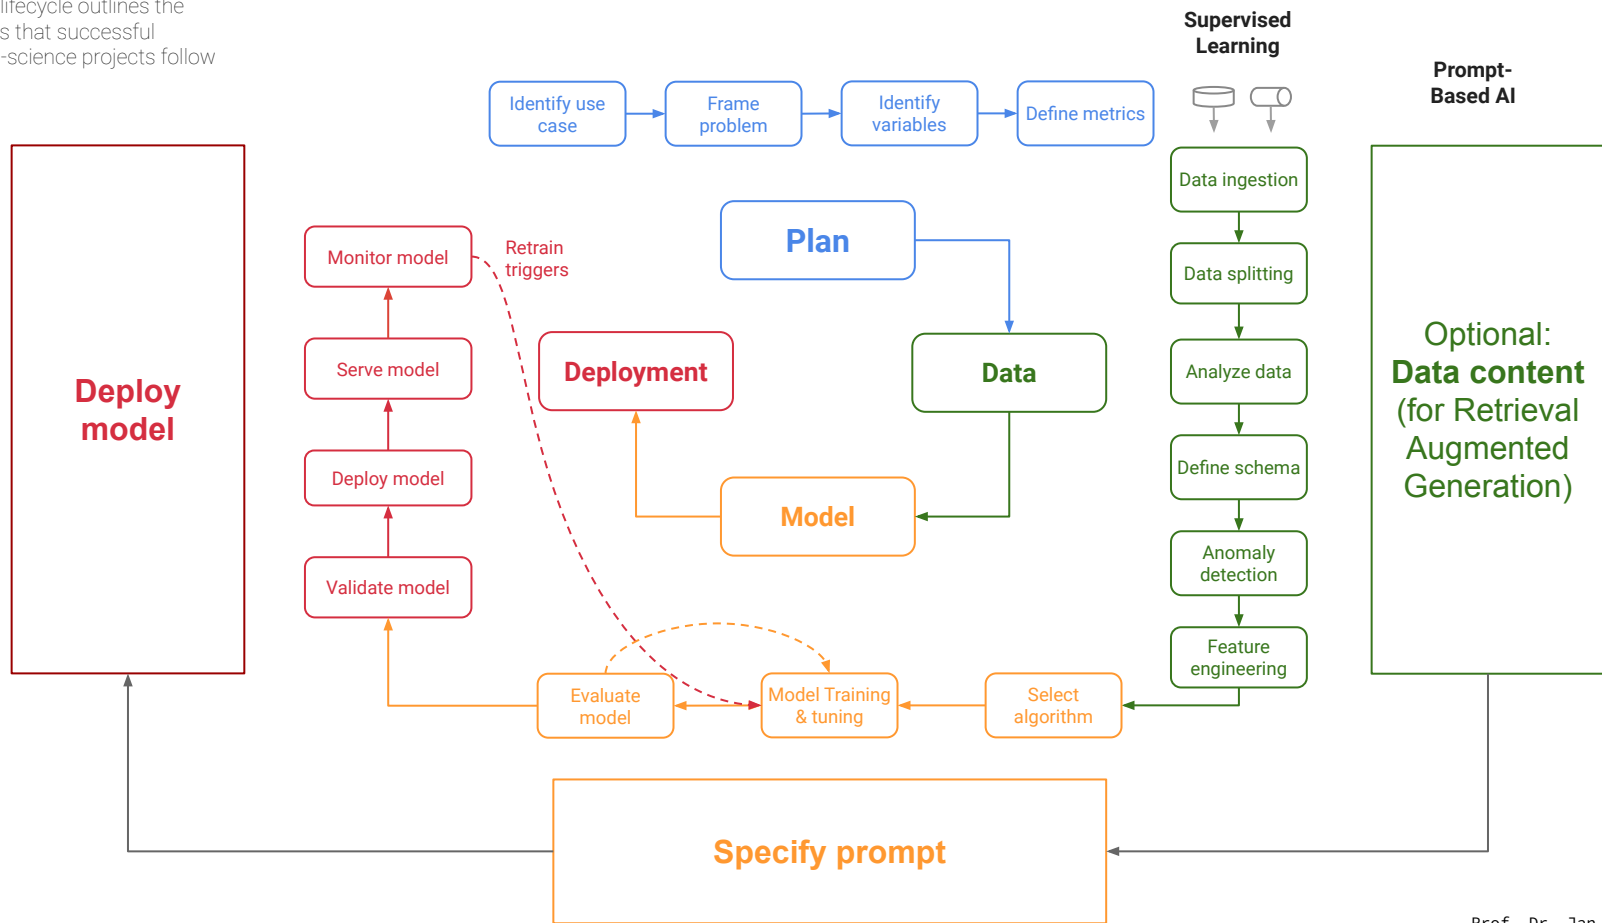 lifecycle outlines the
s that successful
-science projects follow
Supervised
Learning
Prompt-
Based AI
Identify use
case
Frame
problem
Identify
variables
Define metrics
Data ingestion
Data splitting
Analyze data
Define schema
Anomaly
detection
Feature
engineering
Plan
Data
Model
Deployment
Monitor model
Retrain
triggers
Serve model
Deploy model
Validate model
Evaluate
model
Model Training
& tuning
Select
algorithm
Deploy
model
Optional:
Data content
(for Retrieval
Augmented
Generation)
Specify prompt
Prof. Dr. Jan